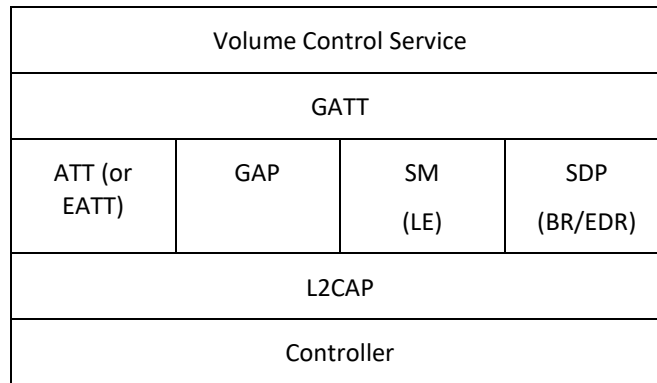 Volume Control Service
GATT
ATT (or
EATT)
GAP
SM
(LE)
SDP
(BR/EDR)
L2CAP
Controller